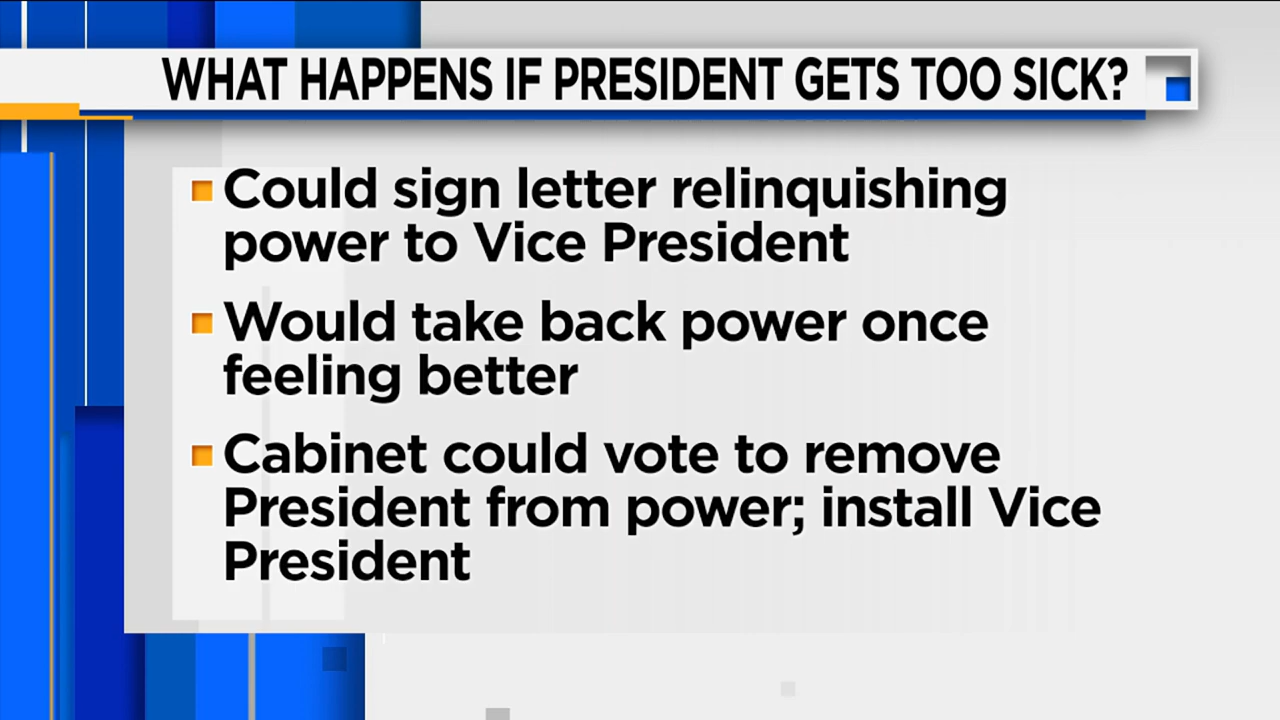 WHAT HAPPENS IF PRESIDENT GETS TOO SICK?
Could sign letter relinquishing
power to Vice President
Would take back power once
feeling better
Cabinet could vote to remove
President from power; install Vice
President